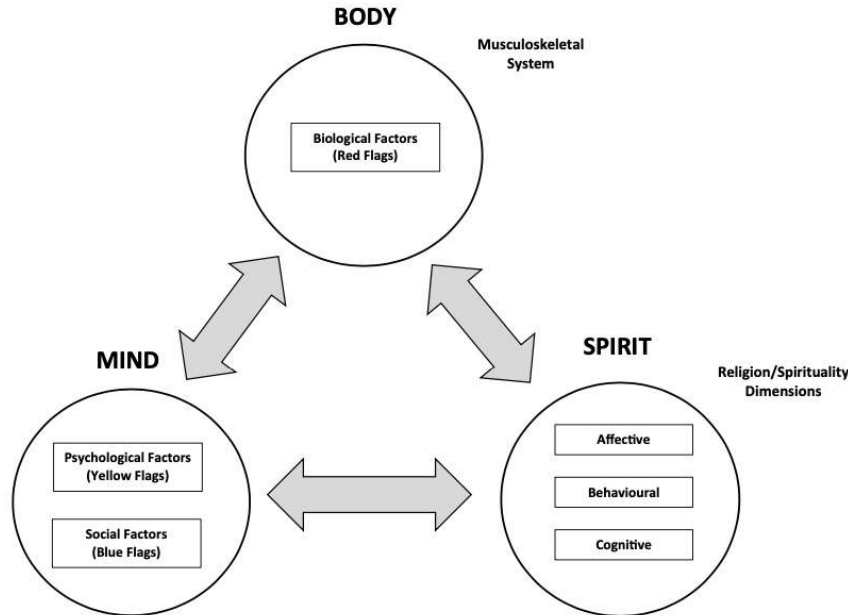 BODY
Musculoskeletal
System
Biological Factors
(Red Flags)
MIND
SPIRIT
Religion/Spirituality
Dimensions
Psychological Factors
(Yellow Flags)
Social Factors
(Blue Flags)
Affective
Behavioural
Cognitive